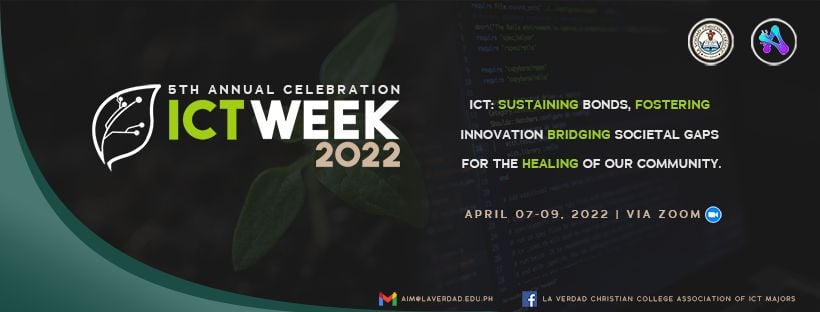 5TH ANNUAL CELEBRATION
ICT WEEK
2022
ICT: SUSTAINING BONDS, FOSTERING
INNOVATION BRIDGING SOCIETAL GAPS
FOR THE HEALING OF OUR COMMUNITY.
APRIL 07-09, 2022 | VIA ZOOM
AIM@LAVERDAD.EDU.PH
LA VERDAD CHRISTIAN COLLEGE ASSOCIATION OF ICT MAJORS